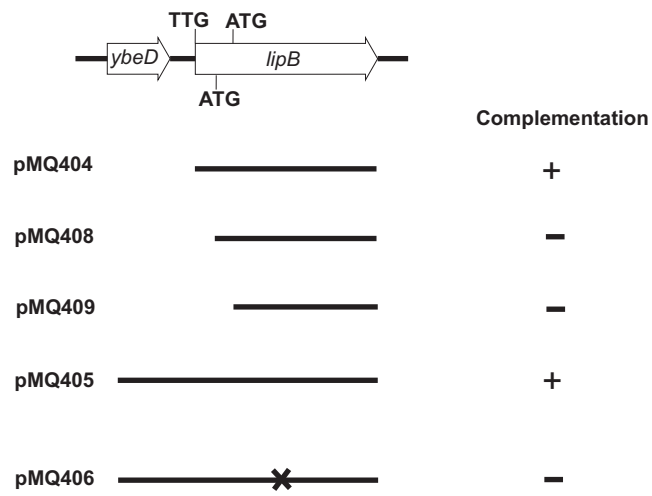 TTG ATG
ybeD lipB
ATG
Complementation
pMQ404 +
pMQ408 -
pMQ409 -
pMQ405 +
pMQ406 -